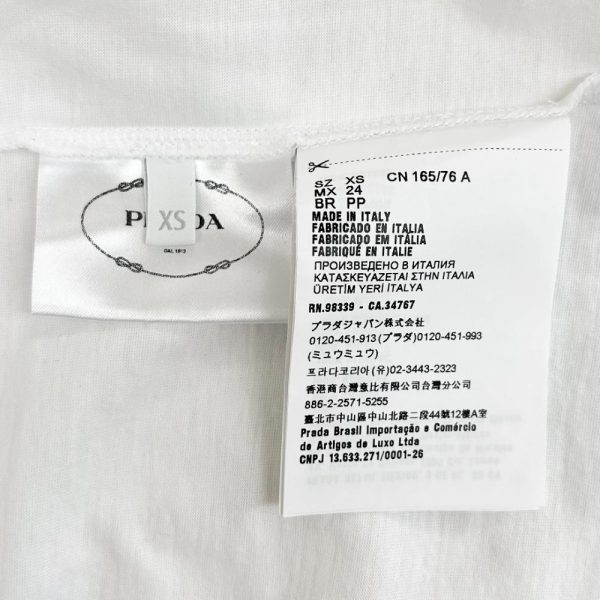 PRADA
XS
DAL 1913
SZ XS CN 165/76 A
MX 24
BR PP
MADE IN ITALY
FABRICADO EN ITALIA
FABRICADO EM ITÁLIA
FABRIQUÉ EN ITALIE
ПРОИЗВЕДЕНО В ИТАЛИЯ
ΚΑΤΑΣΚΕΥΑΖΕΤΑΙ ΣΤΗΝ ΙΤΑΛΙΑ
ÜRETİM YERİ İTALYA
RN.98339 - CA.34767
プラダジャパン株式会社
0120-451-913 (プラダ) 0120-451-993
(ミュウミュウ)
프라다코리아 (유) 02-3443-2323
香港商台灣意比有限公司台灣分公司
886-2-2571-5255
臺北市中山區中山北路二段44號12樓A室
Prada Brasil Importação e Comércio
de Artigos de Luxo Ltda
CNPJ 13.633.271/0001-26